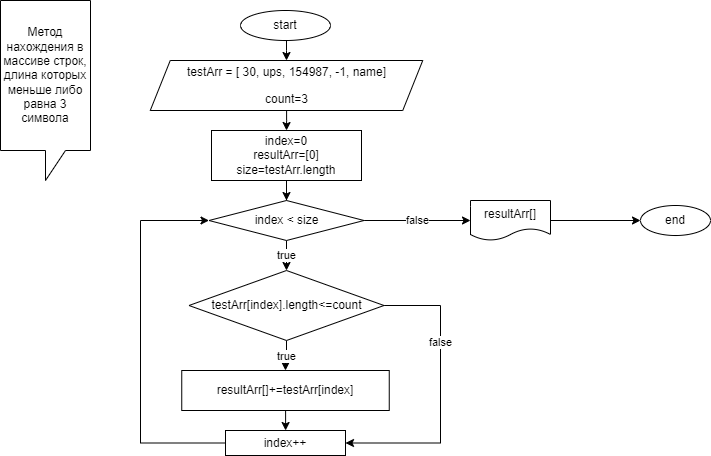 Метод
нахождения в
массиве строк,
длина которых
меньше либо
равна 3
символа
start
testArr = [ 30, ups, 154987, -1, name]
count=3
index=0
resultArr=[0]
size=testArr.length
index < size
false
resultArr[]
end
true
testArr[index].length<=count
false
true
resultArr[]+=testArr[index]
index++